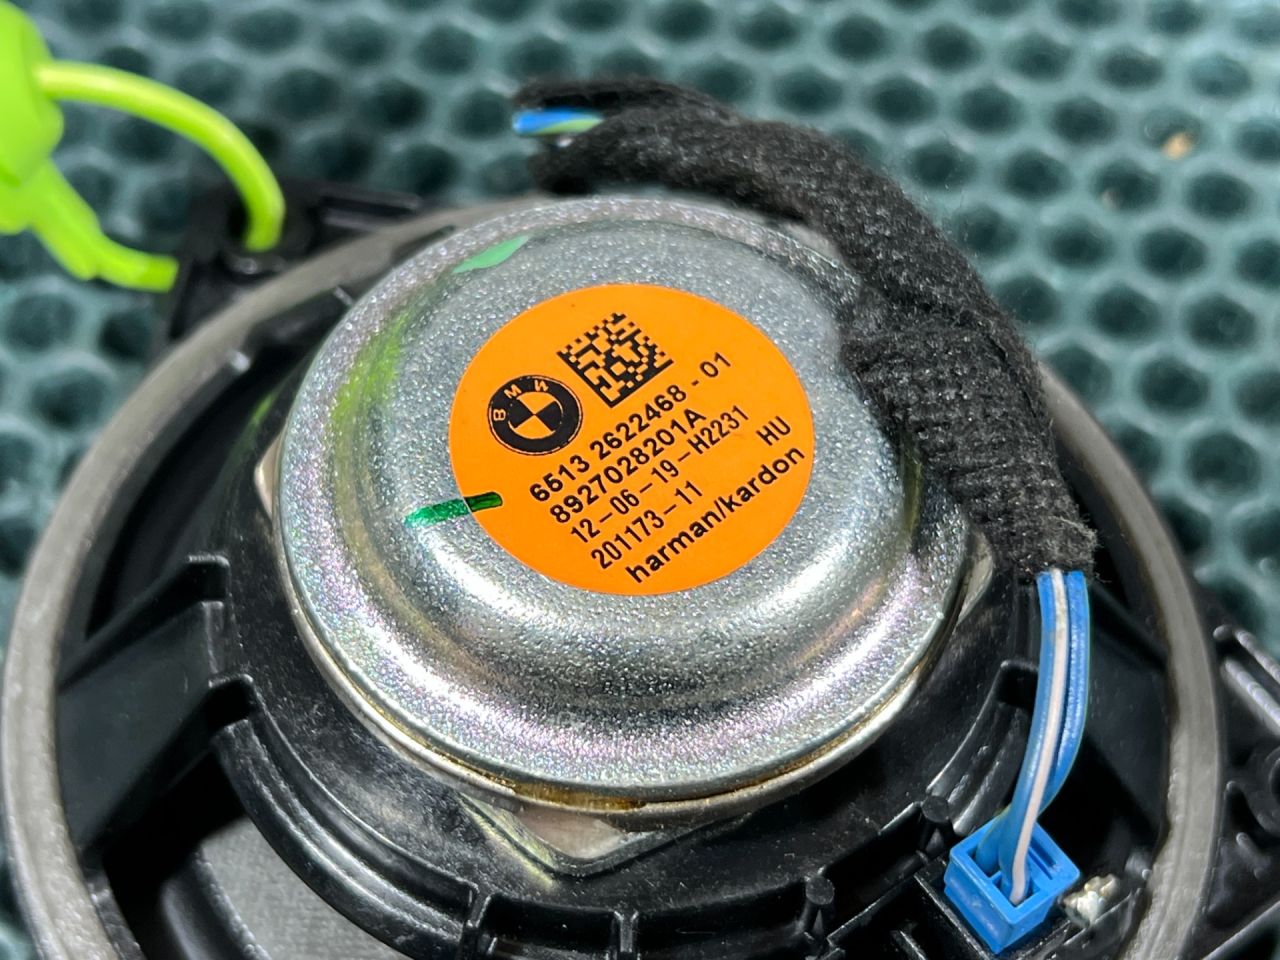 BMW
6513 2622468-01
8927028201A
12-06-19-H2231
201173-11 HU
harman/kardon